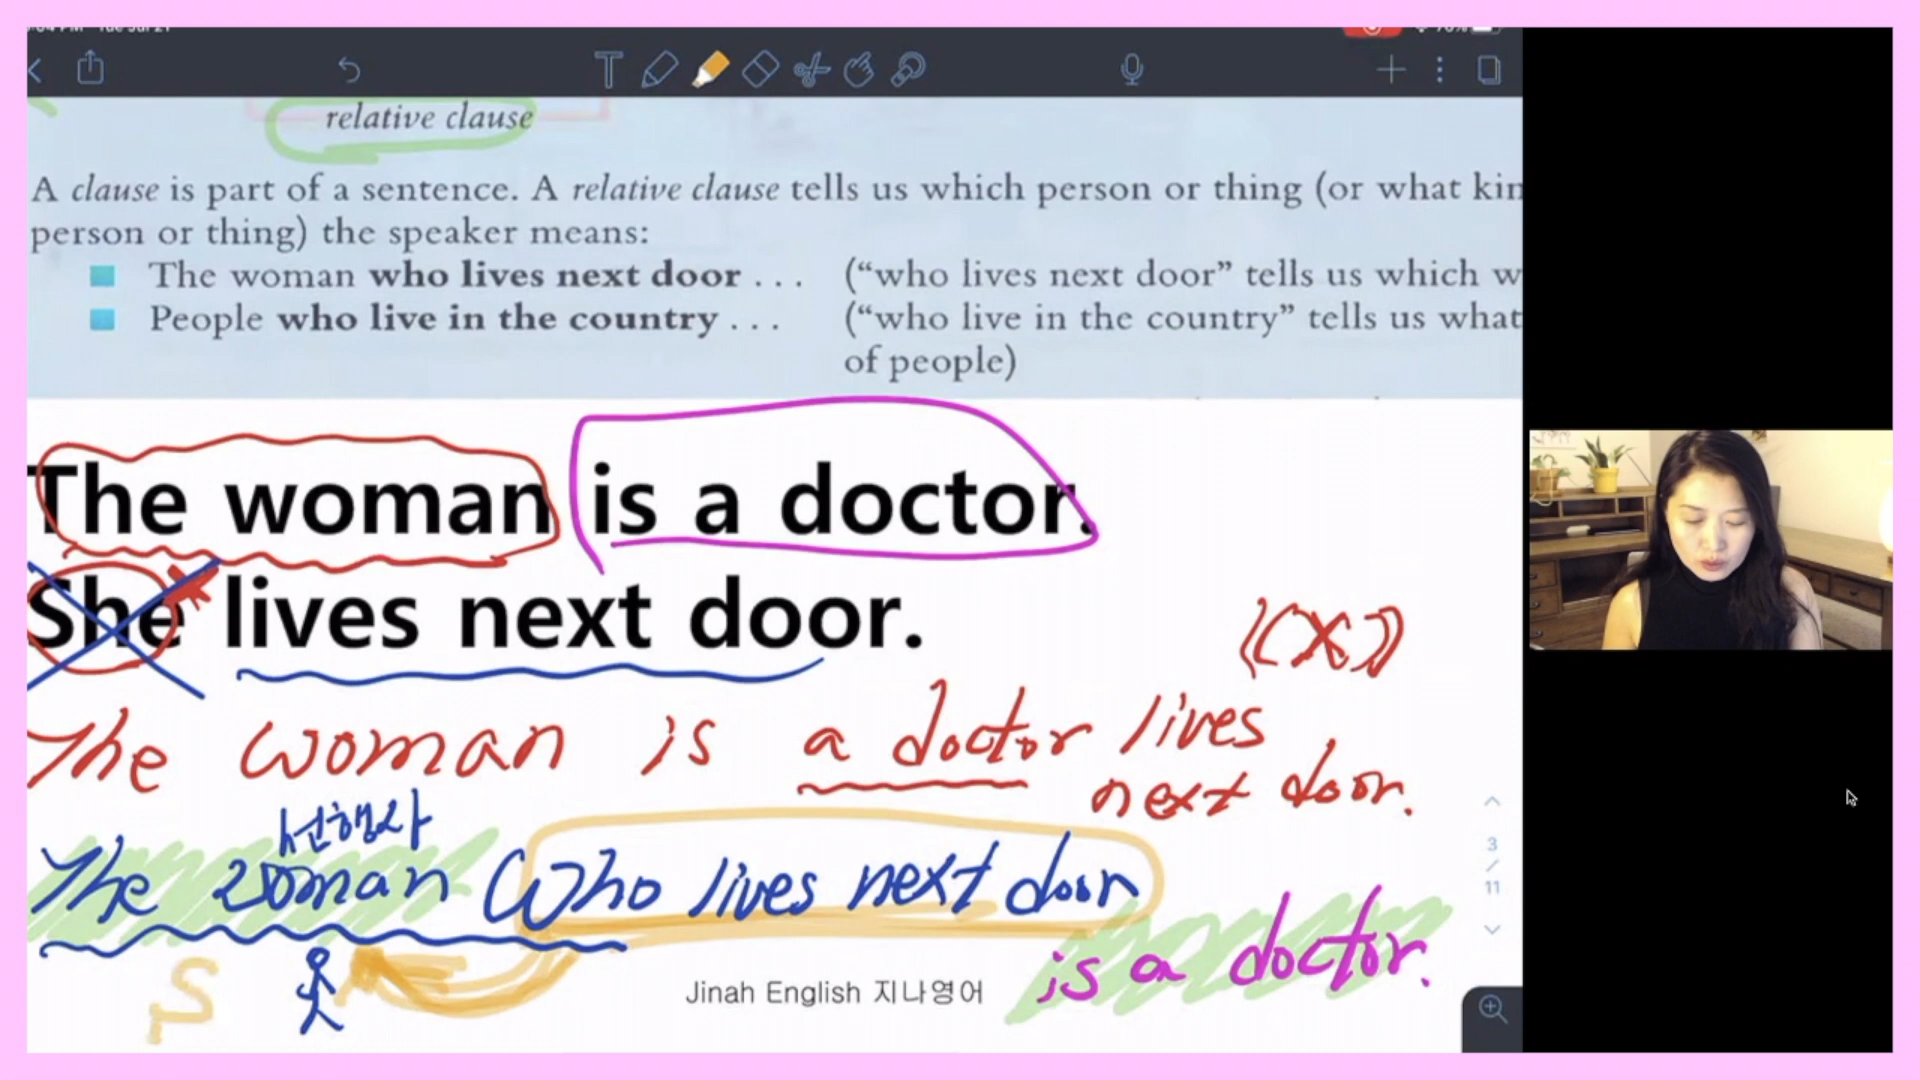 relative clause
A clause is part of a sentence. A relative clause tells us which person or thing (or what kin
person or thing) the speaker means:
The woman who lives next door . . . (“who lives next door” tells us which w
People who live in the country . . . (“who live in the country” tells us what
of people)
The woman is a doctor.
She lives next door.
(X)
The woman is a doctor lives
next door.
선행사
The woman who lives next door
is a doctor.
S
Jinah English 지나영어
3
/
11